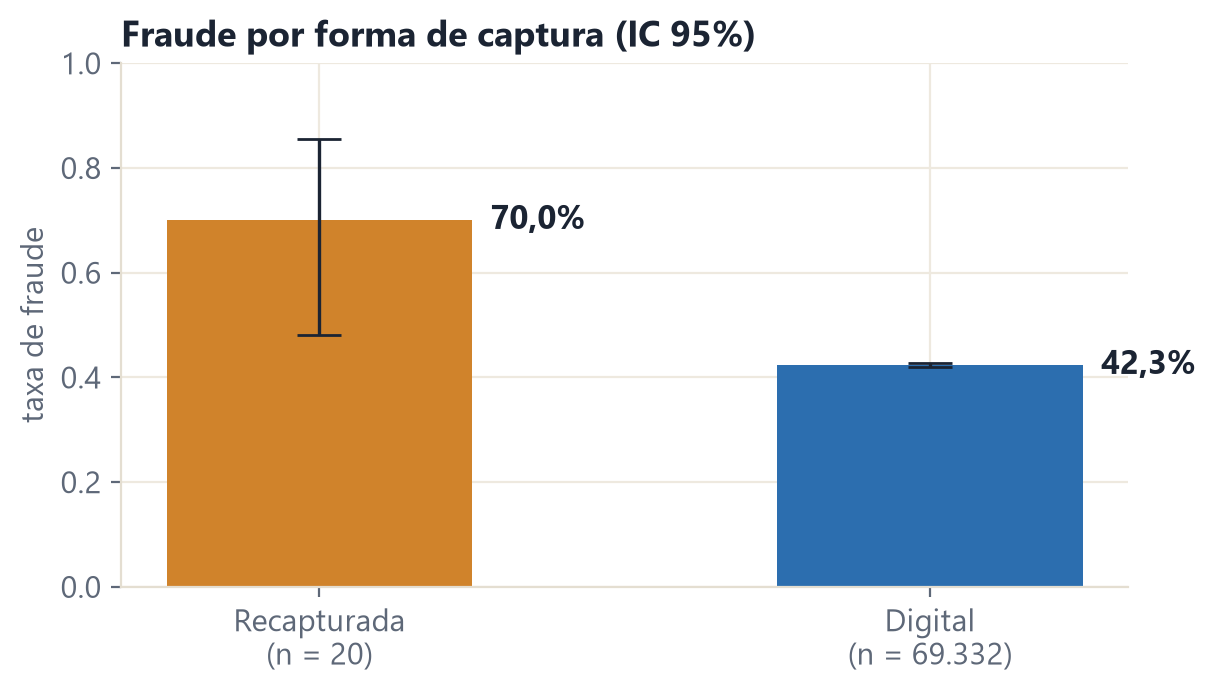 Fraude por forma de captura (IC 95%)
1.0
0.8
0.6
0.4
0.2
0.0
taxa de fraude
70,0%
42,3%
Recapturada
(n = 20)
Digital
(n = 69.332)